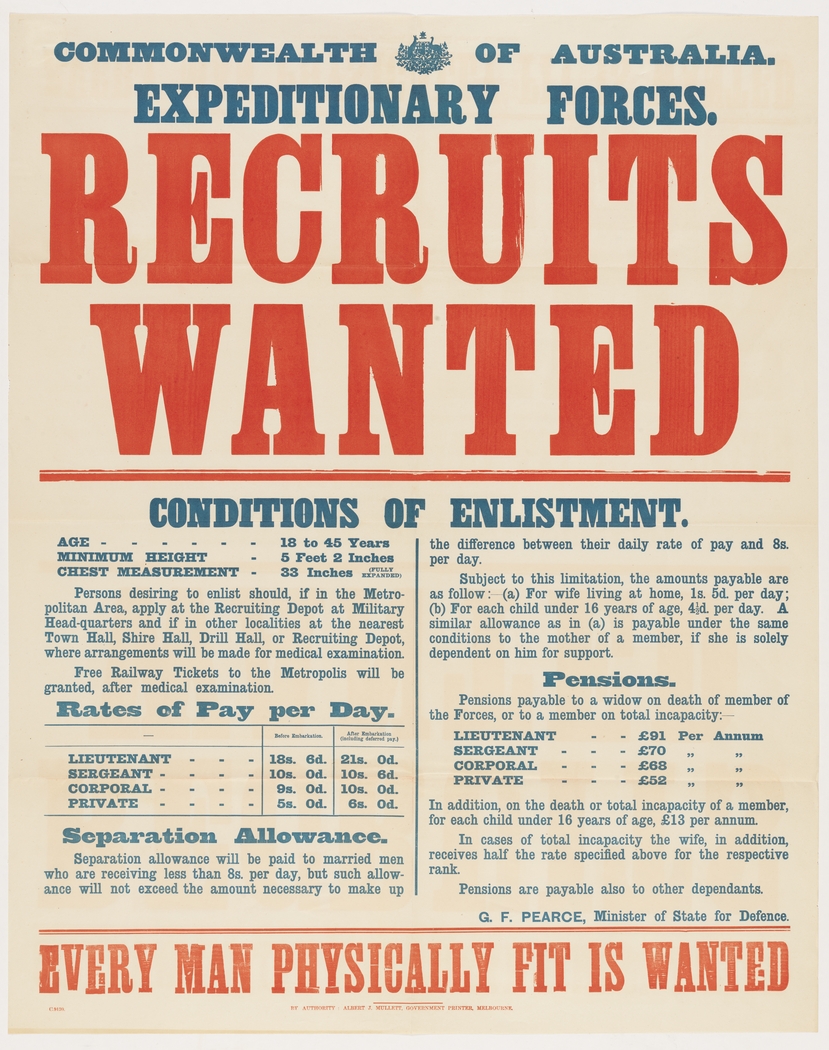 COMMONWEALTH OF AUSTRALIA.
EXPEDITIONARY FORCES.
RECRUITS
WANTED
CONDITIONS OF ENLISTMENT.
AGE - - - - - - 18 to 45 Years
MINIMUM HEIGHT - 5 Feet 2 Inches
CHEST MEASUREMENT - 33 Inches (FULLY EXPANDED)
Persons desiring to enlist should, if in the Metro-
politan Area, apply at the Recruiting Depot at Military
Head-quarters and if in other localities at the nearest
Town Hall, Shire Hall, Drill Hall, or Recruiting Depot,
where arrangements will be made for medical examination.
Free Railway Tickets to the Metropolis will be
granted, after medical examination.
Rates of Pay per Day.
— Before Embarkation. After Embarkation (including deferred pay.)
LIEUTENANT - - - 18s. 6d. 21s. 0d.
SERGEANT - - - - 10s. 0d. 10s. 6d.
CORPORAL - - - - 9s. 0d. 10s. 0d.
PRIVATE - - - - 5s. 0d. 6s. 0d.
Separation Allowance.
Separation allowance will be paid to married men
who are receiving less than 8s. per day, but such allow-
ance will not exceed the amount necessary to make up
the difference between their daily rate of pay and 8s.
per day.
Subject to this limitation, the amounts payable are
as follow:—(a) For wife living at home, 1s. 5d. per day;
(b) For each child under 16 years of age, 4½d. per day. A
similar allowance as in (a) is payable under the same
conditions to the mother of a member, if she is solely
dependent on him for support.
Pensions.
Pensions payable to a widow on death of member of
the Forces, or to a member on total incapacity:—
LIEUTENANT - - £91 Per Annum
SERGEANT - - - £70 „ „
CORPORAL - - - £68 „ „
PRIVATE - - - £52 „ „
In addition, on the death or total incapacity of a member,
for each child under 16 years of age, £13 per annum.
In cases of total incapacity the wife, in addition,
receives half the rate specified above for the respective
rank.
Pensions are payable also to other dependants.
G. F. PEARCE, Minister of State for Defence.
EVERY MAN PHYSICALLY FIT IS WANTED
BY AUTHORITY: ALBERT J. MULLETT, GOVERNMENT PRINTER, MELBOURNE.